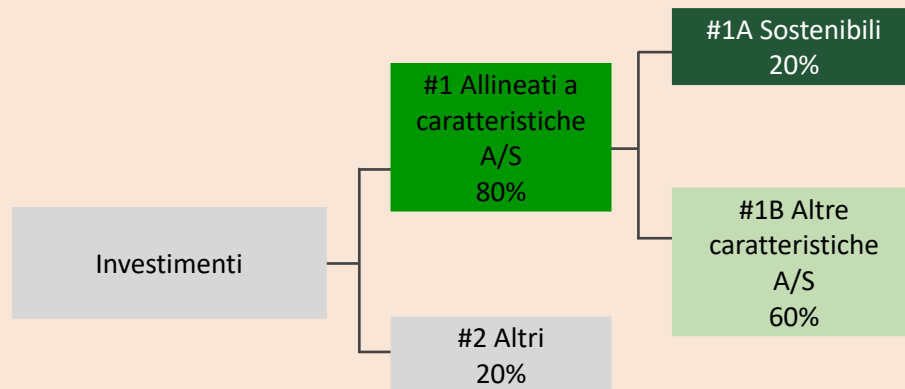 Investimenti
#1 Allineati a
caratteristiche
A/S
80%
#2 Altri
20%
#1A Sostenibili
20%
#1B Altre
caratteristiche
A/S
60%